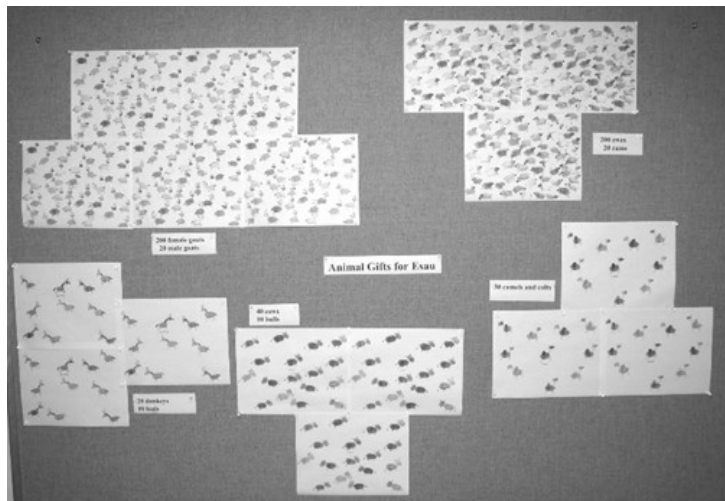 200 ewes
20 rams
200 female goats
20 male goats
Animal Gifts for Esau
30 camels and colts
40 cows
10 bulls
20 donkeys
10 foals